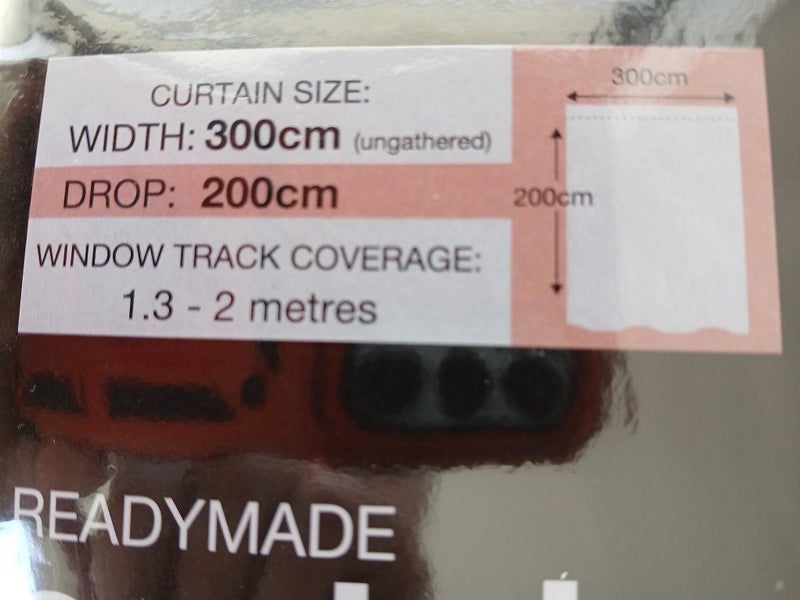 CURTAIN SIZE:
WIDTH: 300cm (ungathered)
DROP: 200cm
WINDOW TRACK COVERAGE:
1.3 - 2 metres
300cm
200cm
READYMADE